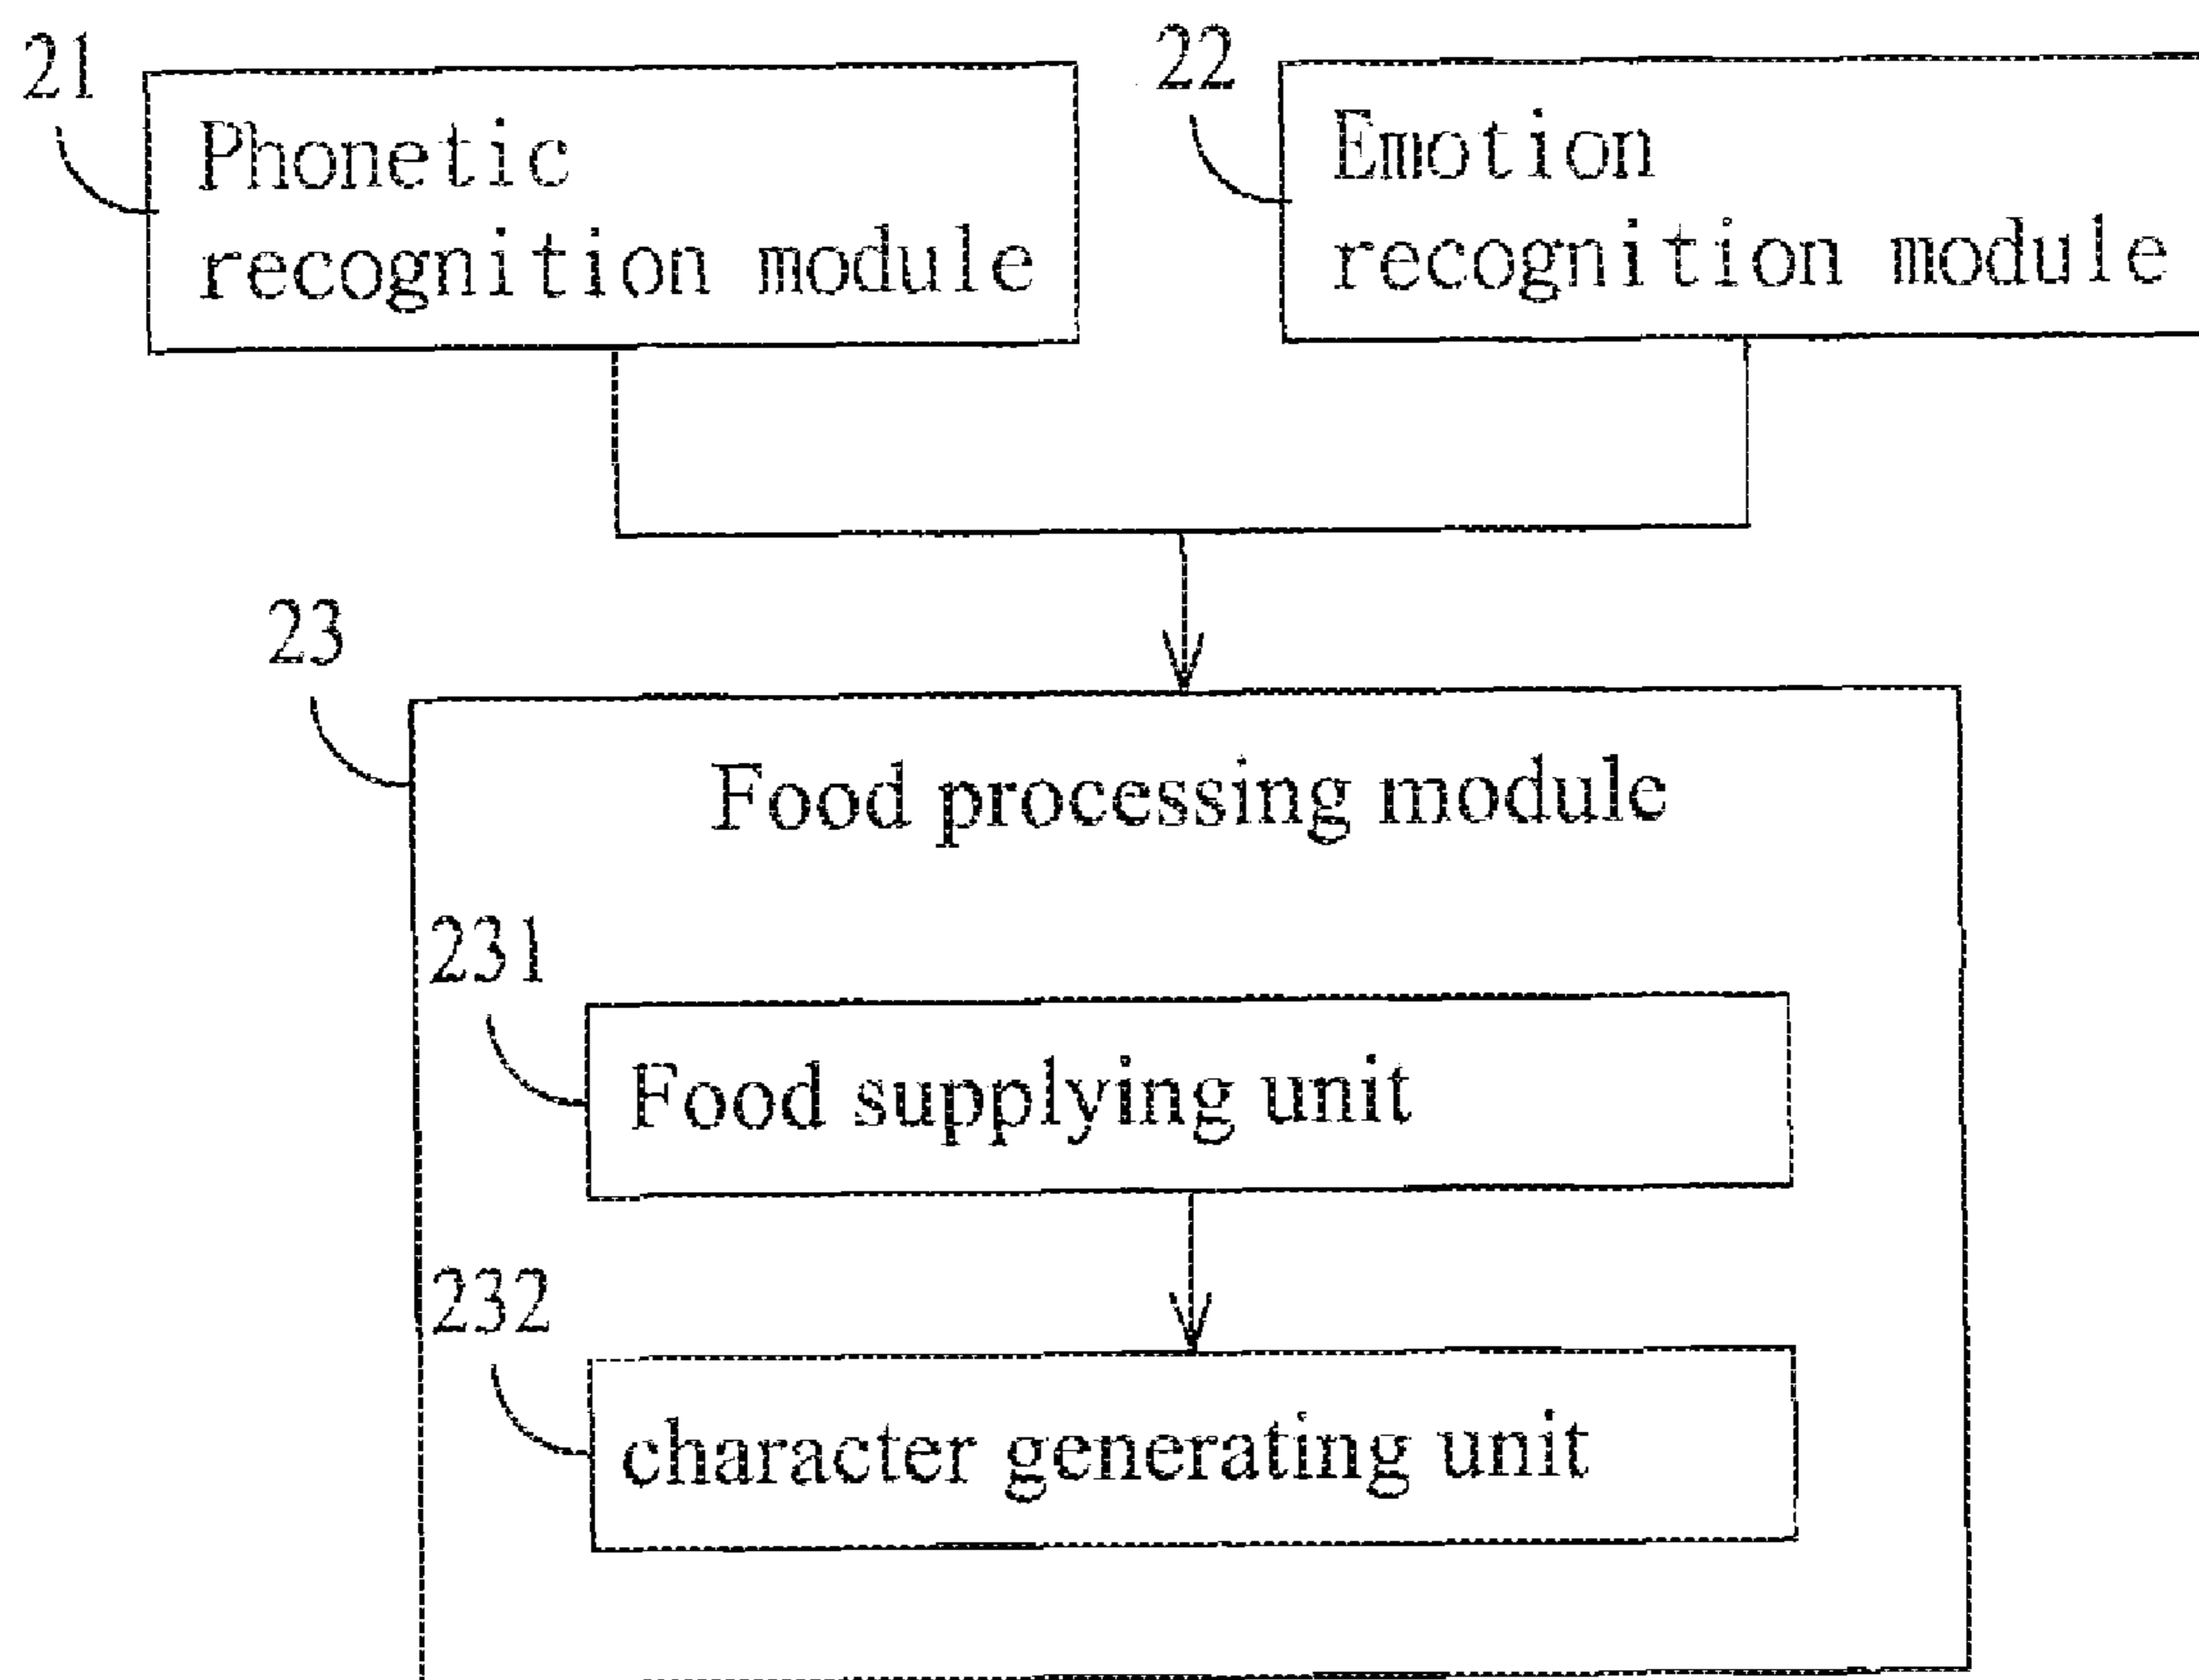 21
Phonetic
recognition module
22
Emotion
recognition module
23
Food processing module
231
Food supplying unit
232
character generating unit